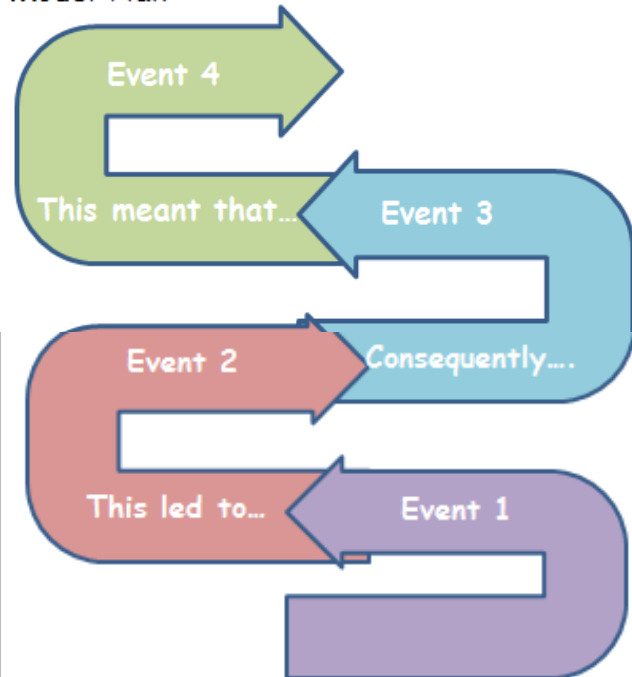 Event 4
This meant that...
Event 3
Event 2
Consequently....
This led to...
Event 1